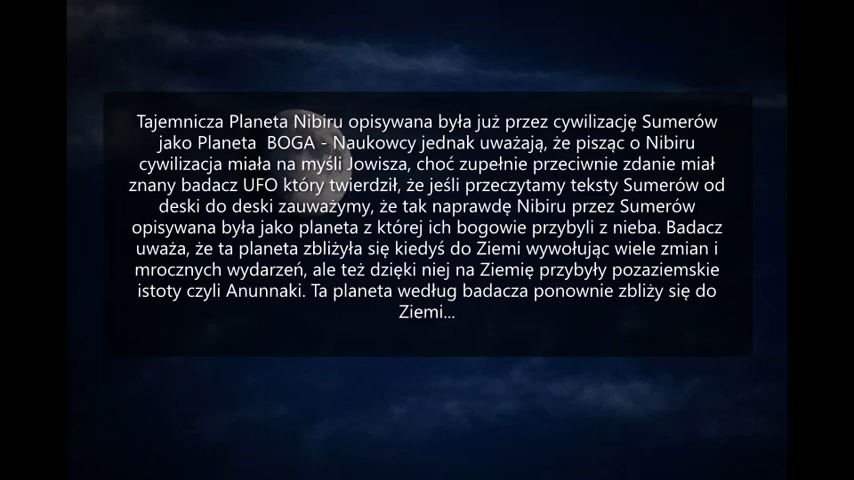 Tajemnicza Planeta Nibiru opisywana była już przez cywilizację Sumerów
jako Planeta  BOGA - Naukowcy jednak uważają, że pisząc o Nibiru
cywilizacja miała na myśli Jowisza, choć zupełnie przeciwnie zdanie miał
znany badacz UFO który twierdził, że jeśli przeczytamy teksty Sumerów od
deski do deski zauważymy, że tak naprawdę Nibiru przez Sumerów
opisywana była jako planeta z której ich bogowie przybyli z nieba. Badacz
uważa, że ta planeta zbliżyła się kiedyś do Ziemi wywołując wiele zmian i
mrocznych wydarzeń, ale też dzięki niej na Ziemię przybyły pozaziemskie
istoty czyli Anunnaki. Ta planeta według badacza ponownie zbliży się do
Ziemi...